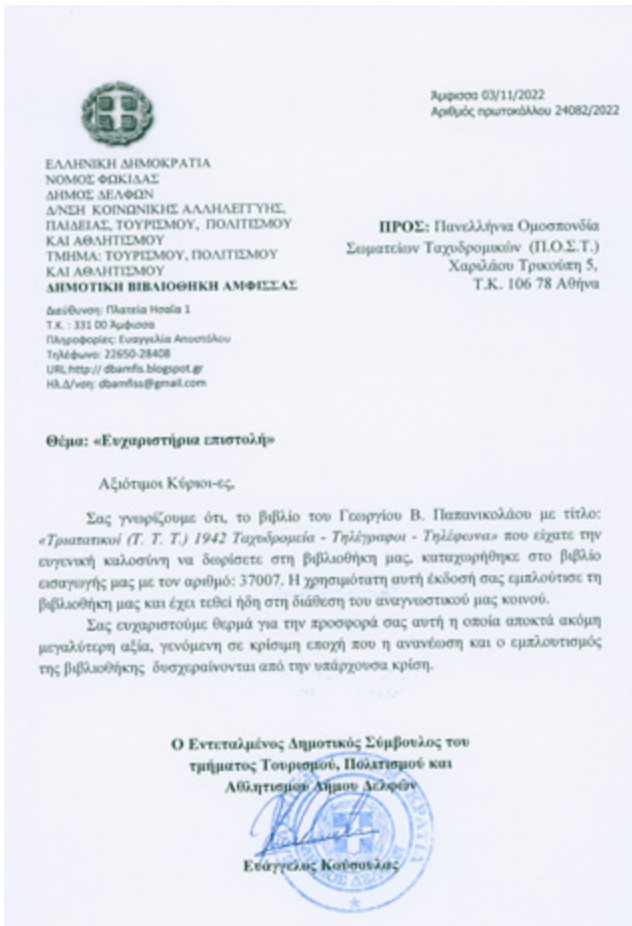 Άμφισσα 03/11/2022
Αριθμός πρωτοκόλλου 24082/2022
ΕΛΛΗΝΙΚΗ ΔΗΜΟΚΡΑΤΙΑ
ΝΟΜΟΣ ΦΩΚΙΔΑΣ
ΔΗΜΟΣ ΔΕΛΦΩΝ
Δ/ΝΣΗ ΚΟΙΝΩΝΙΚΗΣ ΑΛΛΗΛΕΓΓΥΗΣ,
ΠΑΙΔΕΙΑΣ, ΤΟΥΡΙΣΜΟΥ, ΠΟΛΙΤΙΣΜΟΥ
ΚΑΙ ΑΘΛΗΤΙΣΜΟΥ
ΤΜΗΜΑ: ΤΟΥΡΙΣΜΟΥ, ΠΟΛΙΤΙΣΜΟΥ
ΚΑΙ ΑΘΛΗΤΙΣΜΟΥ
ΔΗΜΟΤΙΚΗ ΒΙΒΛΙΟΘΗΚΗ ΑΜΦΙΣΣΑΣ
Διεύθυνση: Πλατεία Ησαΐα 1
Τ.Κ. : 331 00 Άμφισσα
Πληροφορίες: Ευαγγελία Αποστόλου
Τηλέφωνο: 22650-28408
URL:http:// dbamfis.blogspot.gr
Ηλ.Δ/νση: dbamfiss@gmail.com
ΠΡΟΣ: Πανελλήνια Ομοσπονδία
Σωματείων Ταχυδρομικών (Π.Ο.Σ.Τ.)
Χαριλάου Τρικούπη 5,
Τ.Κ. 106 78 Αθήνα
Θέμα: «Ευχαριστήρια επιστολή»
Αξιότιμοι Κύριοι-ες,
Σας γνωρίζουμε ότι, το βιβλίο του Γεωργίου Β. Παπανικολάου με τίτλο:
«Τριατατικοί (Τ. Τ. Τ.) 1942 Ταχυδρομεία - Τηλέγραφοι - Τηλέφωνα» που είχατε την
ευγενική καλοσύνη να δωρίσετε στη βιβλιοθήκη μας, καταχωρήθηκε στο βιβλίο
εισαγωγής μας με τον αριθμό: 37007. Η χρησιμότατη αυτή έκδοσή σας εμπλούτισε τη
βιβλιοθήκη μας και έχει τεθεί ήδη στη διάθεση του αναγνωστικού μας κοινού.
Σας ευχαριστούμε θερμά για την προσφορά σας αυτή η οποία αποκτά ακόμη
μεγαλύτερη αξία, γενόμενη σε κρίσιμη εποχή που η ανανέωση και ο εμπλουτισμός
της βιβλιοθήκης δυσχεραίνονται από την υπάρχουσα κρίση.
Ο Εντεταλμένος Δημοτικός Σύμβουλος του
τμήματος Τουρισμού, Πολιτισμού και
Αθλητισμού Δήμου Δελφών
Ευάγγελος Κούσουλας